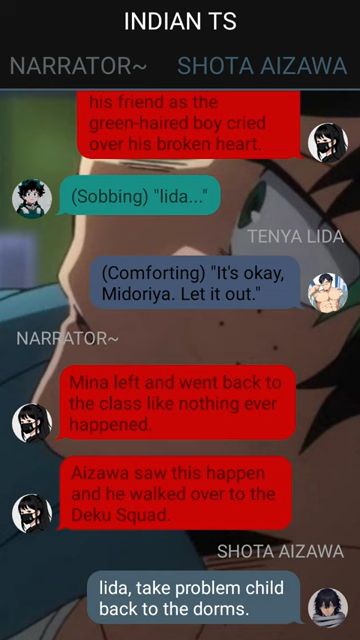 INDIAN TS
NARRATOR~ SHOTA AIZAWA
his friend as the
green-haired boy cried
over his broken heart.
(Sobbing) "Iida..."
TENYA LIDA
(Comforting) "It's okay,
Midoriya. Let it out."
NARRATOR~
Mina left and went back to
the class like nothing ever
happened.
Aizawa saw this happen
and he walked over to the
Deku Squad.
SHOTA AIZAWA
Iida, take problem child
back to the dorms.